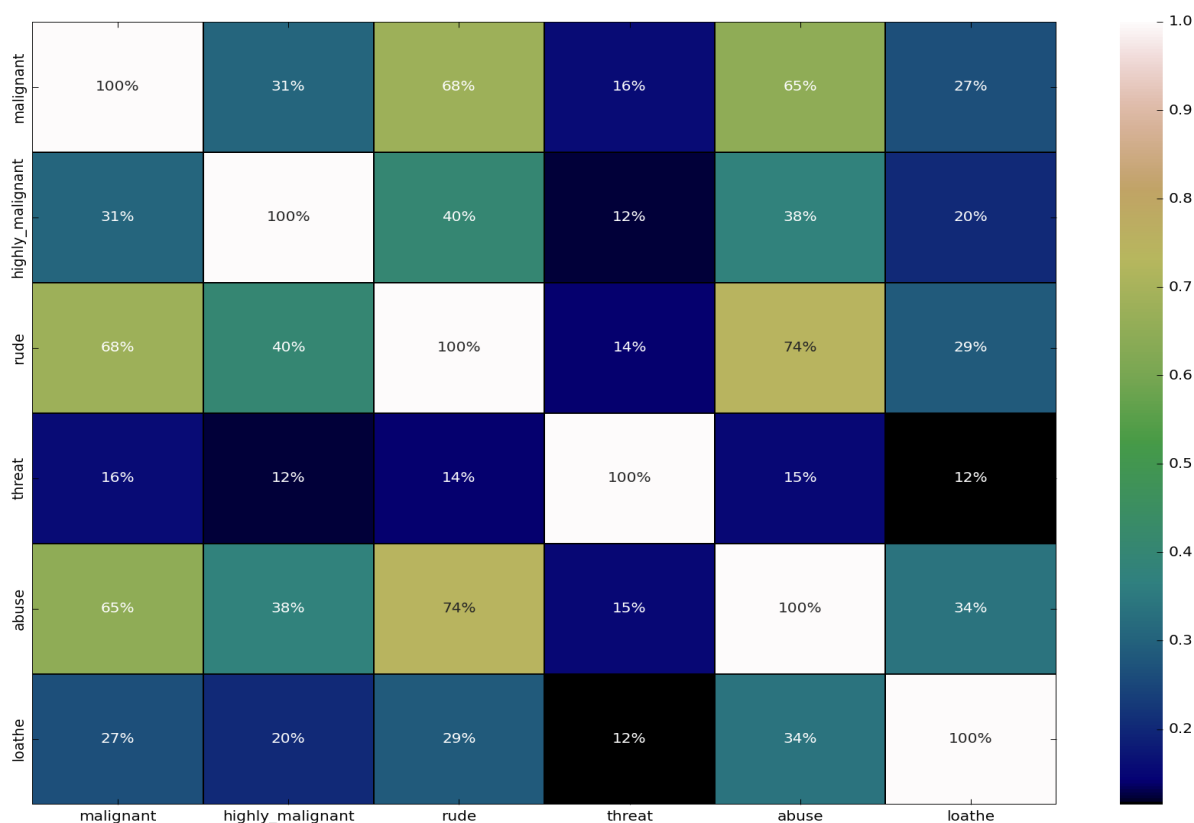 malignant 100% 31% 68% 16% 65% 27%
highly_malignant 31% 100% 40% 12% 38% 20%
rude 68% 40% 100% 14% 74% 29%
threat 16% 12% 14% 100% 15% 12%
abuse 65% 38% 74% 15% 100% 34%
loathe 27% 20% 29% 12% 34% 100%
malignant highly_malignant rude threat abuse loathe
1.0
0.9
0.8
0.7
0.6
0.5
0.4
0.3
0.2